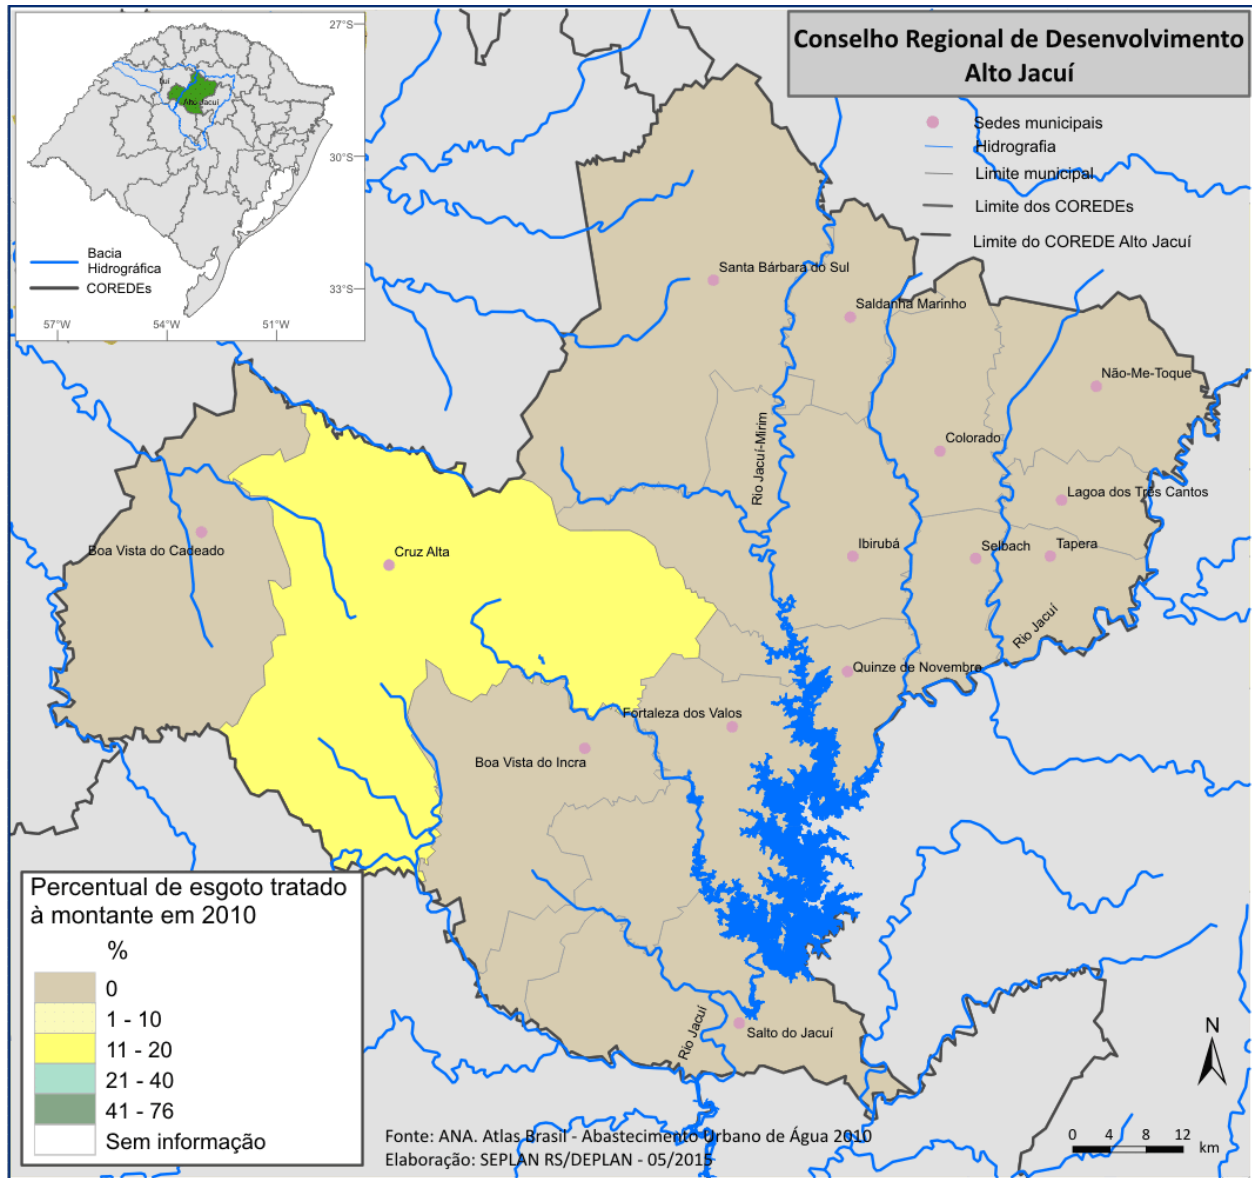 Conselho Regional de Desenvolvimento
Alto Jacuí
Sedes municipais
Hidrografia
Limite municipal
Limite dos COREDEs
Limite do COREDE Alto Jacuí
27°S
30°S
33°S
57°W
54°W
51°W
Alto Jacuí
Bacia
Hidrográfica
COREDEs
Santa Bárbara do Sul
Saldanha Marinho
Não-Me-Toque
Colorado
Rio Jacuí-Mirim
Lagoa dos Três Cantos
Boa Vista do Cadeado
Cruz Alta
Ibirubá
Selbach
Tapera
Rio Jacuí
Quinze de Novembro
Fortaleza dos Valos
Boa Vista do Incra
Rio Jacuí
Salto do Jacuí
Percentual de esgoto tratado
à montante em 2010
%
0
1 - 10
11 - 20
21 - 40
41 - 76
Sem informação
Fonte: ANA. Atlas Brasil - Abastecimento Urbano de Água 2010
Elaboração: SEPLAN RS/DEPLAN - 05/2015
N
0 4 8 12
km